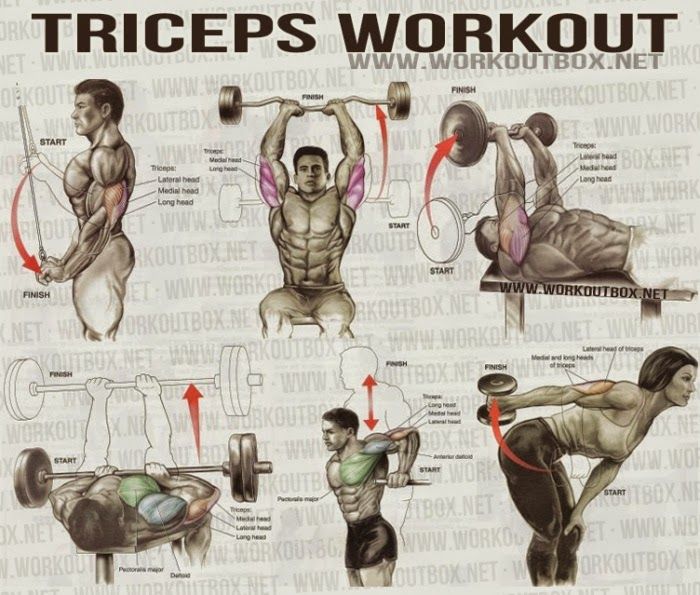 TRICEPS WORKOUT
WWW.WORKOUTBOX.NET
START
Triceps:
Lateral head
Medial head
Long head
FINISH
FINISH
Triceps:
Medial head
Long head
START
FINISH
Triceps:
Lateral head
Medial head
Long head
START
WWW.WORKOUTBOX.NET
FINISH
START
Triceps:
Medial head
Lateral head
Long head
Pectoralis major
Deltoid
FINISH
Triceps:
Long head
Medial head
Lateral head
Anterior deltoid
START
Pectoralis major
Lateral head of triceps
Medial and long heads
of triceps
FINISH
START